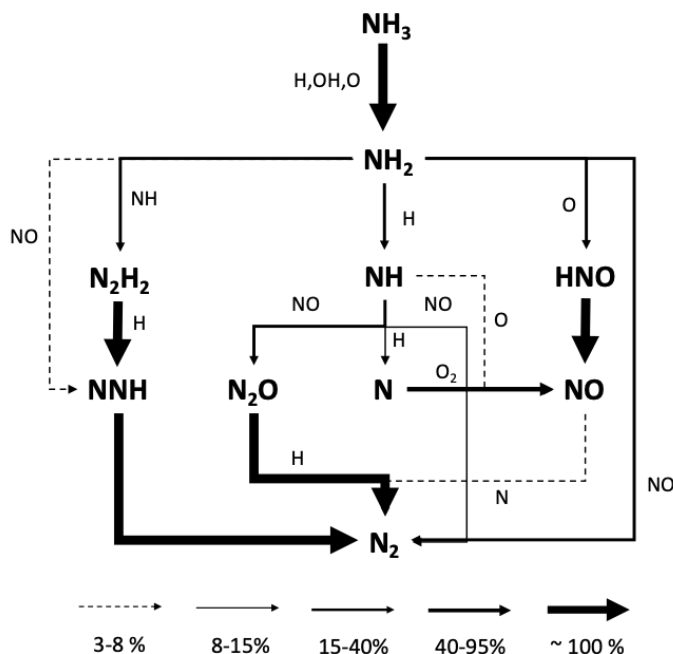 NH₃
H,OH,O
NH₂
NH
O
NO
H
N₂H₂
NH
HNO
NO
NO
H
O
H
O₂
NNH
N₂O
N
NO
H
N
NO
N₂
3-8 %
8-15%
15-40%
40-95%
~ 100 %